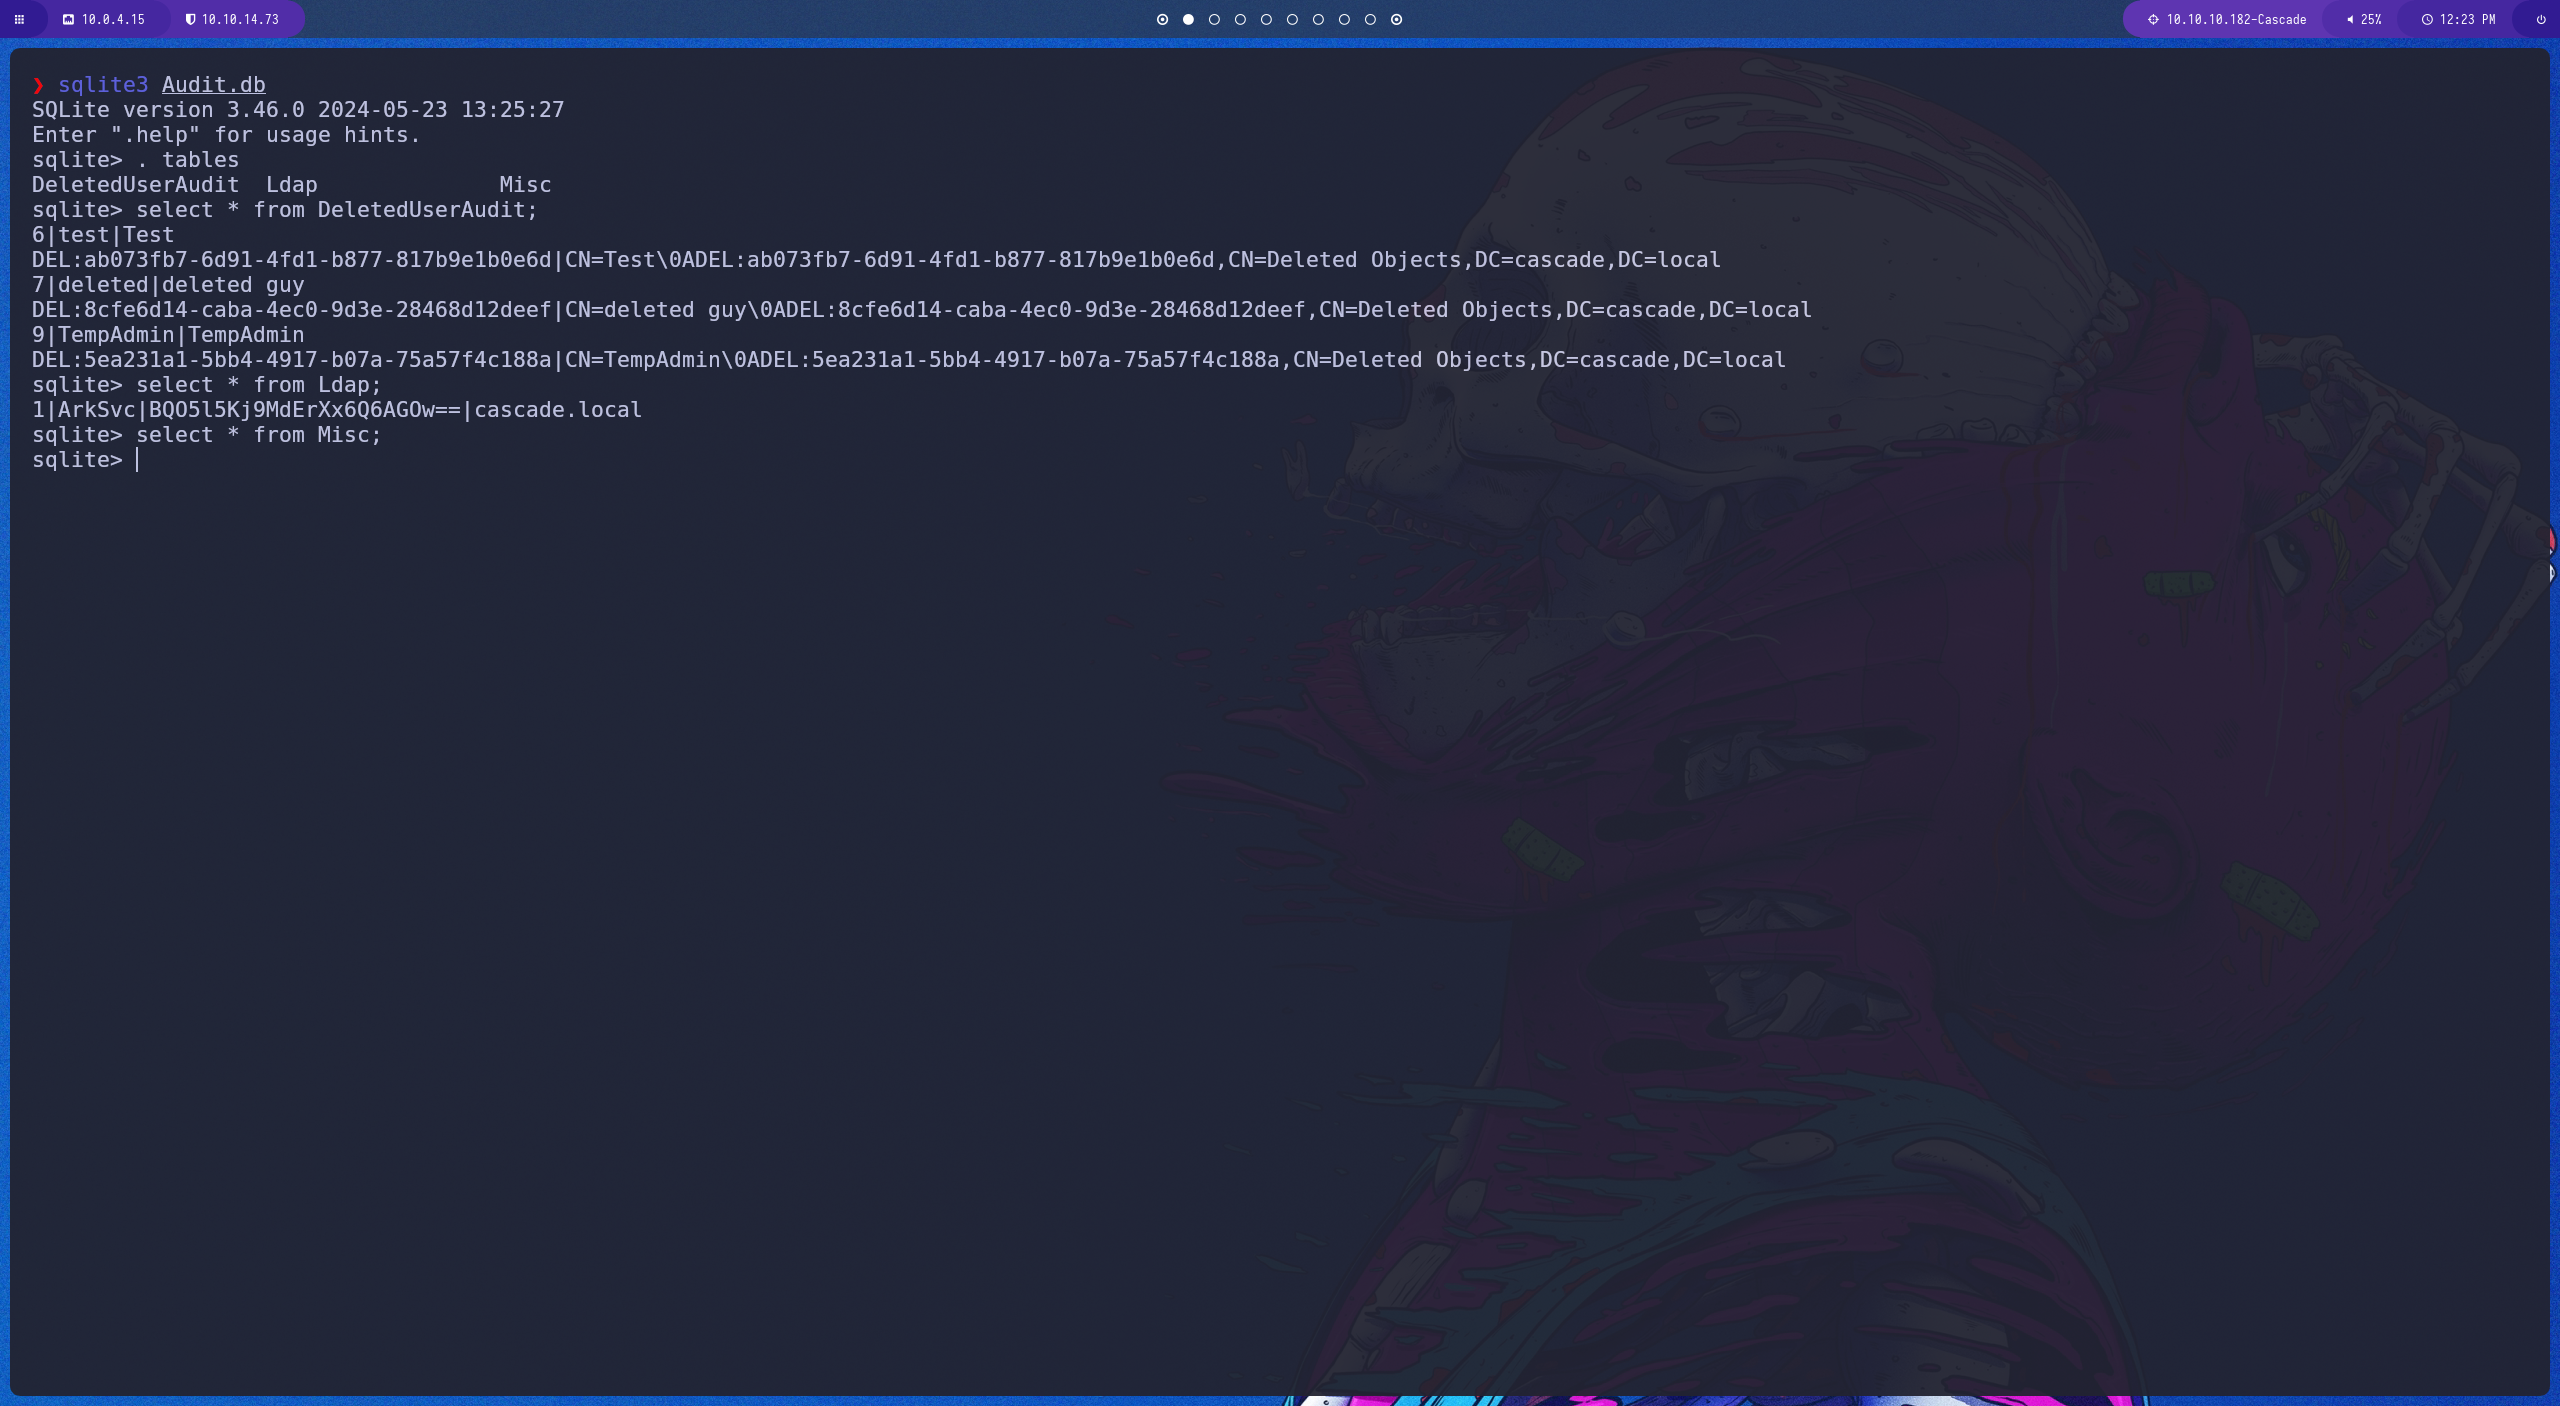 10.0.4.15 10.10.14.73 10.10.10.182-Cascade 25% 12:23 PM
❯ sqlite3 Audit.db
SQLite version 3.46.0 2024-05-23 13:25:27
Enter ".help" for usage hints.
sqlite> . tables
DeletedUserAudit  Ldap              Misc
sqlite> select * from DeletedUserAudit;
6|test|Test
DEL:ab073fb7-6d91-4fd1-b877-817b9e1b0e6d|CN=Test\0ADEL:ab073fb7-6d91-4fd1-b877-817b9e1b0e6d,CN=Deleted Objects,DC=cascade,DC=local
7|deleted|deleted guy
DEL:8cfe6d14-caba-4ec0-9d3e-28468d12deef|CN=deleted guy\0ADEL:8cfe6d14-caba-4ec0-9d3e-28468d12deef,CN=Deleted Objects,DC=cascade,DC=local
9|TempAdmin|TempAdmin
DEL:5ea231a1-5bb4-4917-b07a-75a57f4c188a|CN=TempAdmin\0ADEL:5ea231a1-5bb4-4917-b07a-75a57f4c188a,CN=Deleted Objects,DC=cascade,DC=local
sqlite> select * from Ldap;
1|ArkSvc|BQO5l5Kj9MdErXx6Q6AGOw==|cascade.local
sqlite> select * from Misc;
sqlite>